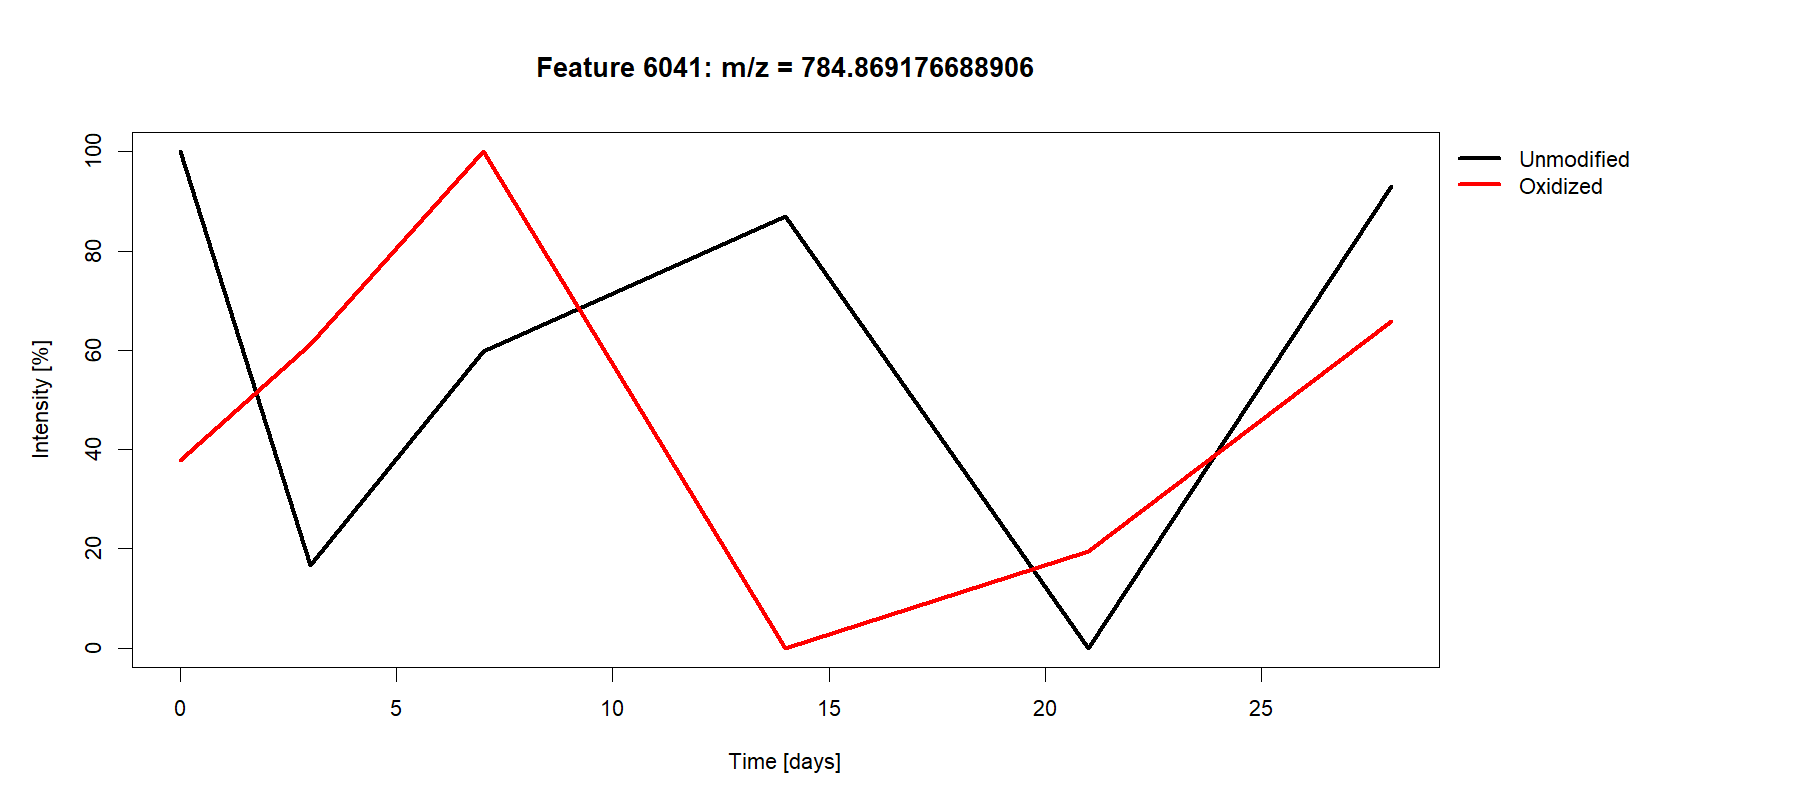 Feature 6041: m/z = 784.869176688906
Unmodified
Oxidized
Intensity [%]
100
80
60
40
20
0
0 5 10 15 20 25
Time [days]